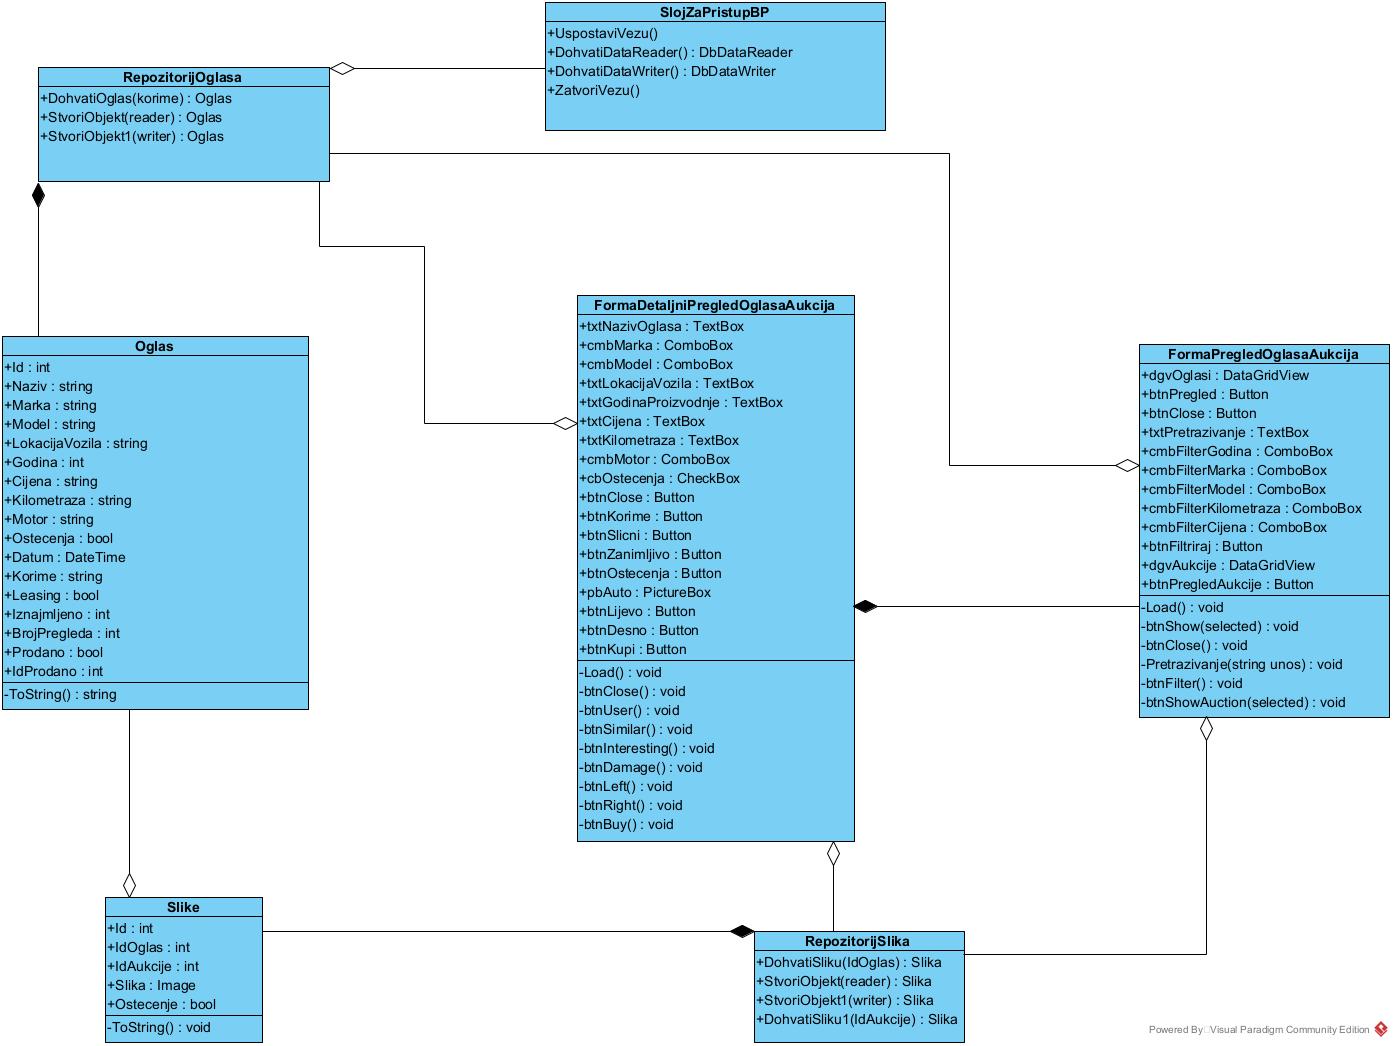 SlojZaPristupBP
+UspostaviVezu()
+DohvatiDataReader() : DbDataReader
+DohvatiDataWriter() : DbDataWriter
+ZatvoriVezu()
RepozitorijOglasa
+DohvatiOglas(korime) : Oglas
+StvoriObjekt(reader) : Oglas
+StvoriObjekt1(writer) : Oglas
FormaDetaljniPregledOglasaAukcija
+txtNazivOglasa : TextBox
+cmbMarka : ComboBox
+cmbModel : ComboBox
+txtLokacijaVozila : TextBox
+txtGodinaProizvodnje : TextBox
+txtCijena : TextBox
+txtKilometraza : TextBox
+cmbMotor : ComboBox
+cbOstecenja : CheckBox
+btnClose : Button
+btnKorime : Button
+btnSlicni : Button
+btnZanimljivo : Button
+btnOstecenja : Button
+pbAuto : PictureBox
+btnLijevo : Button
+btnDesno : Button
+btnKupi : Button
-Load() : void
-btnClose() : void
-btnUser() : void
-btnSimilar() : void
-btnInteresting() : void
-btnDamage() : void
-btnLeft() : void
-btnRight() : void
-btnBuy() : void
Oglas
+Id : int
+Naziv : string
+Marka : string
+Model : string
+LokacijaVozila : string
+Godina : int
+Cijena : string
+Kilometraza : string
+Motor : string
+Ostecenja : bool
+Datum : DateTime
+Korime : string
+Leasing : bool
+Iznajmljeno : int
+BrojPregleda : int
+Prodano : bool
+IdProdano : int
-ToString() : string
FormaPregledOglasaAukcija
+dgvOglasi : DataGridView
+btnPregled : Button
+btnClose : Button
+txtPretrazivanje : TextBox
+cmbFilterGodina : ComboBox
+cmbFilterMarka : ComboBox
+cmbFilterModel : ComboBox
+cmbFilterKilometraza : ComboBox
+cmbFilterCijena : ComboBox
+btnFiltriraj : Button
+dgvAukcije : DataGridView
+btnPregledAukcije : Button
-Load() : void
-btnShow(selected) : void
-btnClose() : void
-Pretrazivanje(string unos) : void
-btnFilter() : void
-btnShowAuction(selected) : void
Slike
+Id : int
+IdOglas : int
+IdAukcije : int
+Slika : Image
+Ostecenje : bool
-ToString() : void
RepozitorijSlika
+DohvatiSliku(IdOglas) : Slika
+StvoriObjekt(reader) : Slika
+StvoriObjekt1(writer) : Slika
+DohvatiSliku1(IdAukcije) : Slika
Powered By Visual Paradigm Community Edition